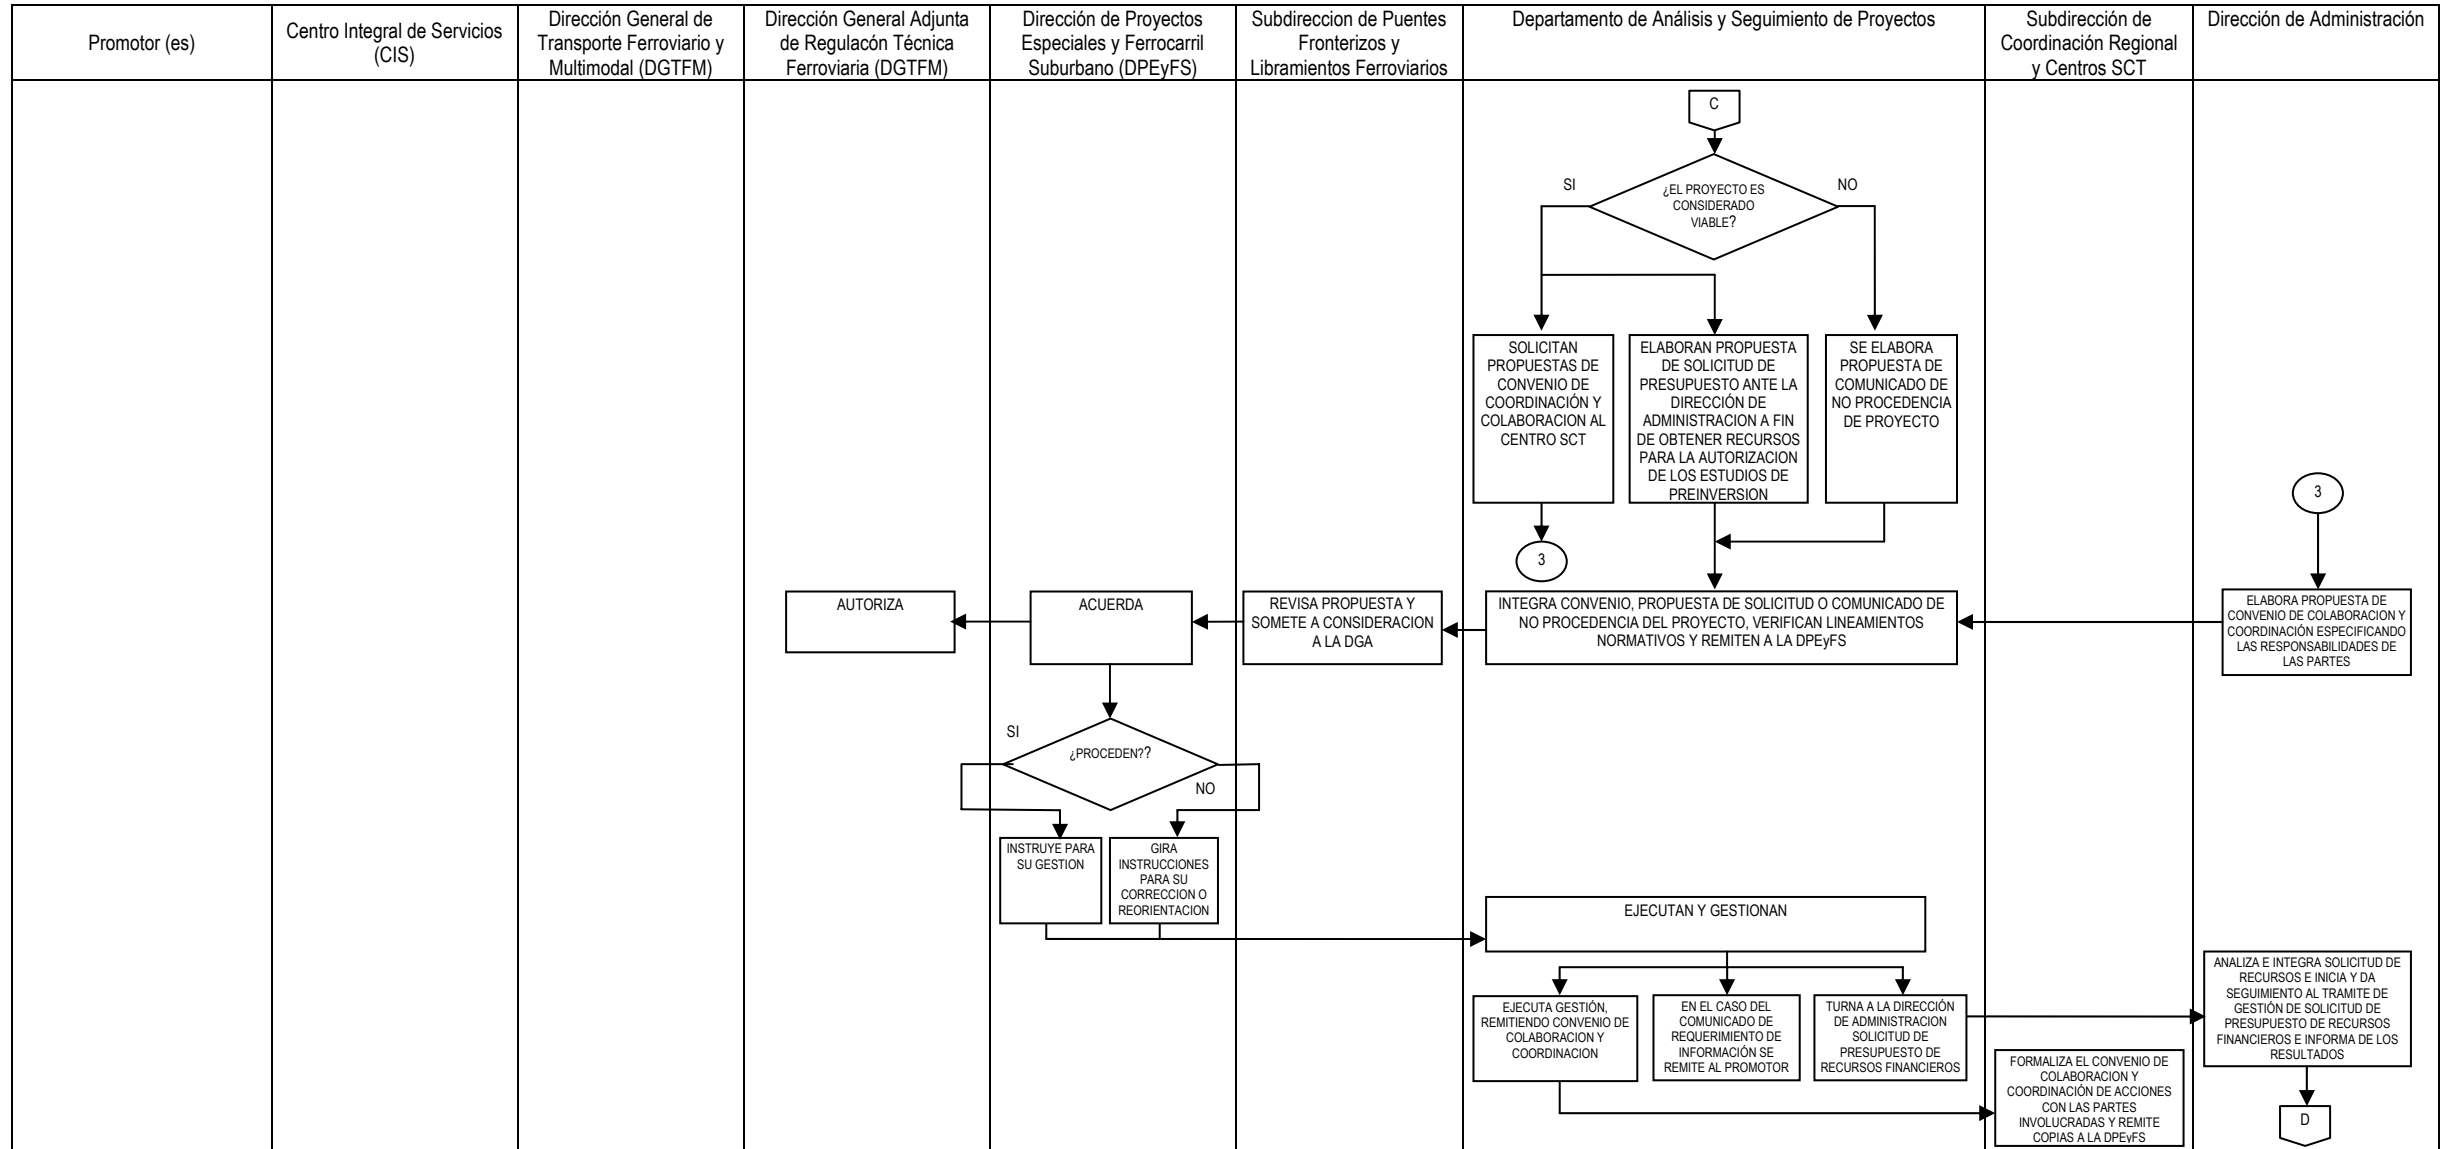 Promotor (es)
Centro Integral de Servicios
(CIS)
Dirección General de
Transporte Ferroviario y
Multimodal (DGTFM)
Dirección General Adjunta
de Regulacón Técnica
Ferroviaria (DGTFM)
Dirección de Proyectos
Especiales y Ferrocarril
Suburbano (DPEyFS)
Subdireccion de Puentes
Fronterizos y
Libramientos Ferroviarios
Departamento de Análisis y Seguimiento de Proyectos
Subdirección de
Coordinación Regional
y Centros SCT
Dirección de Administración
C
SI
¿EL PROYECTO ES
CONSIDERADO
VIABLE?
NO
SOLICITAN
PROPUESTAS DE
CONVENIO DE
COORDINACIÓN Y
COLABORACION AL
CENTRO SCT
ELABORAN PROPUESTA
DE SOLICITUD DE
PRESUPUESTO ANTE LA
DIRECCIÓN DE
ADMINISTRACION A FIN
DE OBTENER RECURSOS
PARA LA AUTORIZACION
DE LOS ESTUDIOS DE
PREINVERSION
SE ELABORA
PROPUESTA DE
COMUNICADO DE
NO PROCEDENCIA
DE PROYECTO
3
3
AUTORIZA
ACUERDA
REVISA PROPUESTA Y
SOMETE A CONSIDERACION
A LA DGA
INTEGRA CONVENIO, PROPUESTA DE SOLICITUD O COMUNICADO DE
NO PROCEDENCIA DEL PROYECTO, VERIFICAN LINEAMIENTOS
NORMATIVOS Y REMITEN A LA DPEyFS
ELABORA PROPUESTA DE
CONVENIO DE COLABORACION Y
COORDINACIÓN ESPECIFICANDO
LAS RESPONSABILIDADES DE
LAS PARTES
SI
¿PROCEDEN??
NO
INSTRUYE PARA
SU GESTION
GIRA
INSTRUCCIONES
PARA SU
CORRECCION O
REORIENTACION
EJECUTAN Y GESTIONAN
EJECUTA GESTIÓN,
REMITIENDO CONVENIO DE
COLABORACION Y
COORDINACION
EN EL CASO DEL
COMUNICADO DE
REQUERIMIENTO DE
INFORMACIÓN SE
REMITE AL PROMOTOR
TURNA A LA DIRECCIÓN
DE ADMINISTRACION
SOLICITUD DE
PRESUPUESTO DE
RECURSOS FINANCIEROS
ANALIZA E INTEGRA SOLICITUD DE
RECURSOS E INICIA Y DA
SEGUIMIENTO AL TRAMITE DE
GESTIÓN DE SOLICITUD DE
PRESUPUESTO DE RECURSOS
FINANCIEROS E INFORMA DE LOS
RESULTADOS
FORMALIZA EL CONVENIO DE
COLABORACION Y
COORDINACIÓN DE ACCIONES
CON LAS PARTES
INVOLUCRADAS Y REMITE
COPIAS A LA DPEyFS
D